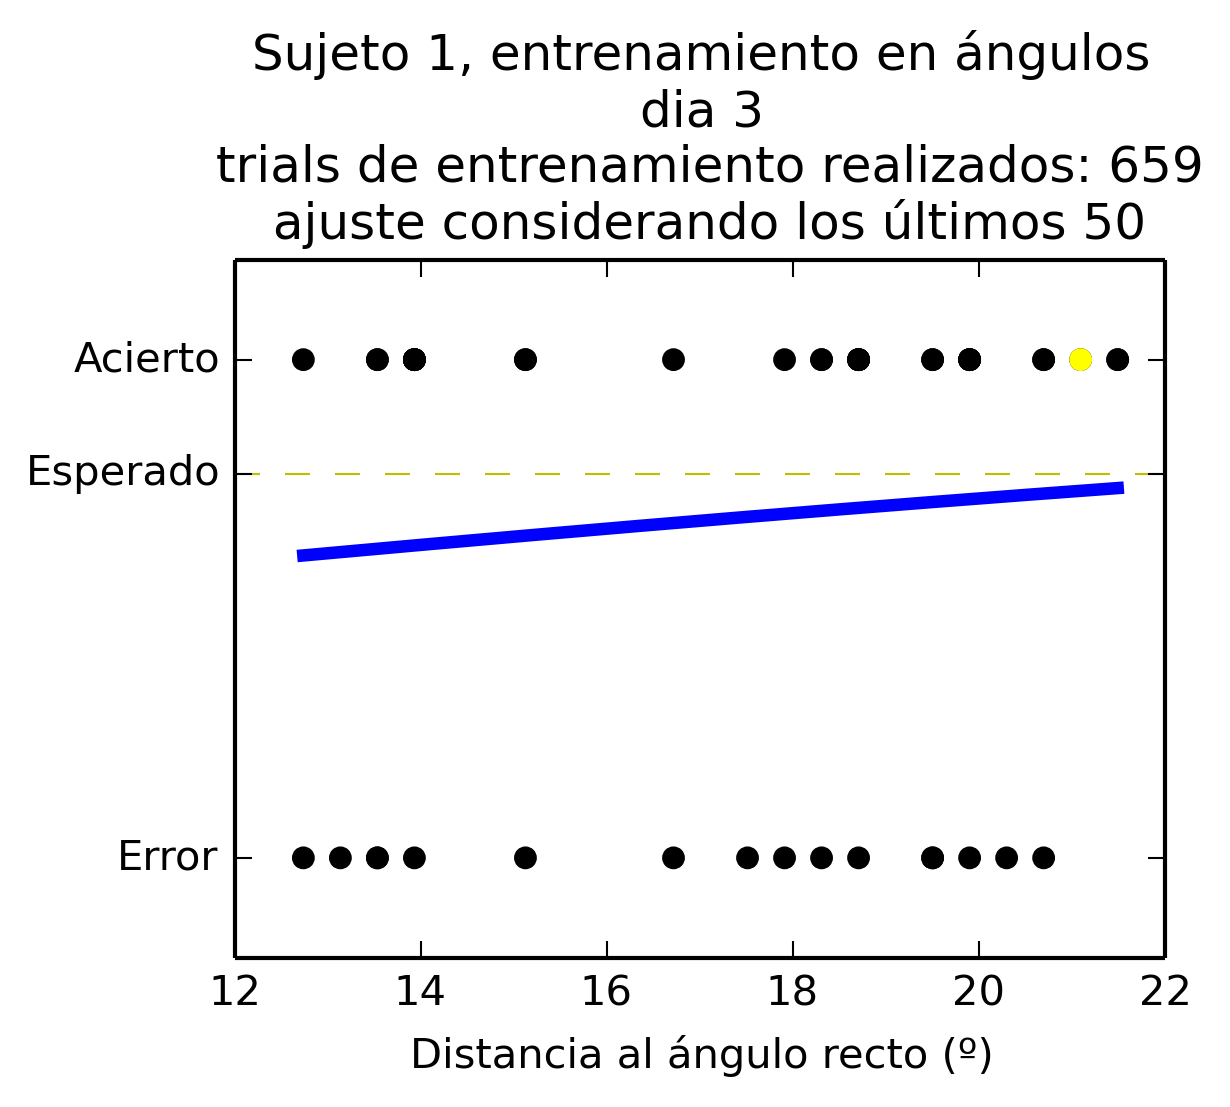 Sujeto 1, entrenamiento en ángulos
dia 3
trials de entrenamiento realizados: 659
ajuste considerando los últimos 50
Acierto
Esperado
Error
12 14 16 18 20 22
Distancia al ángulo recto (º)